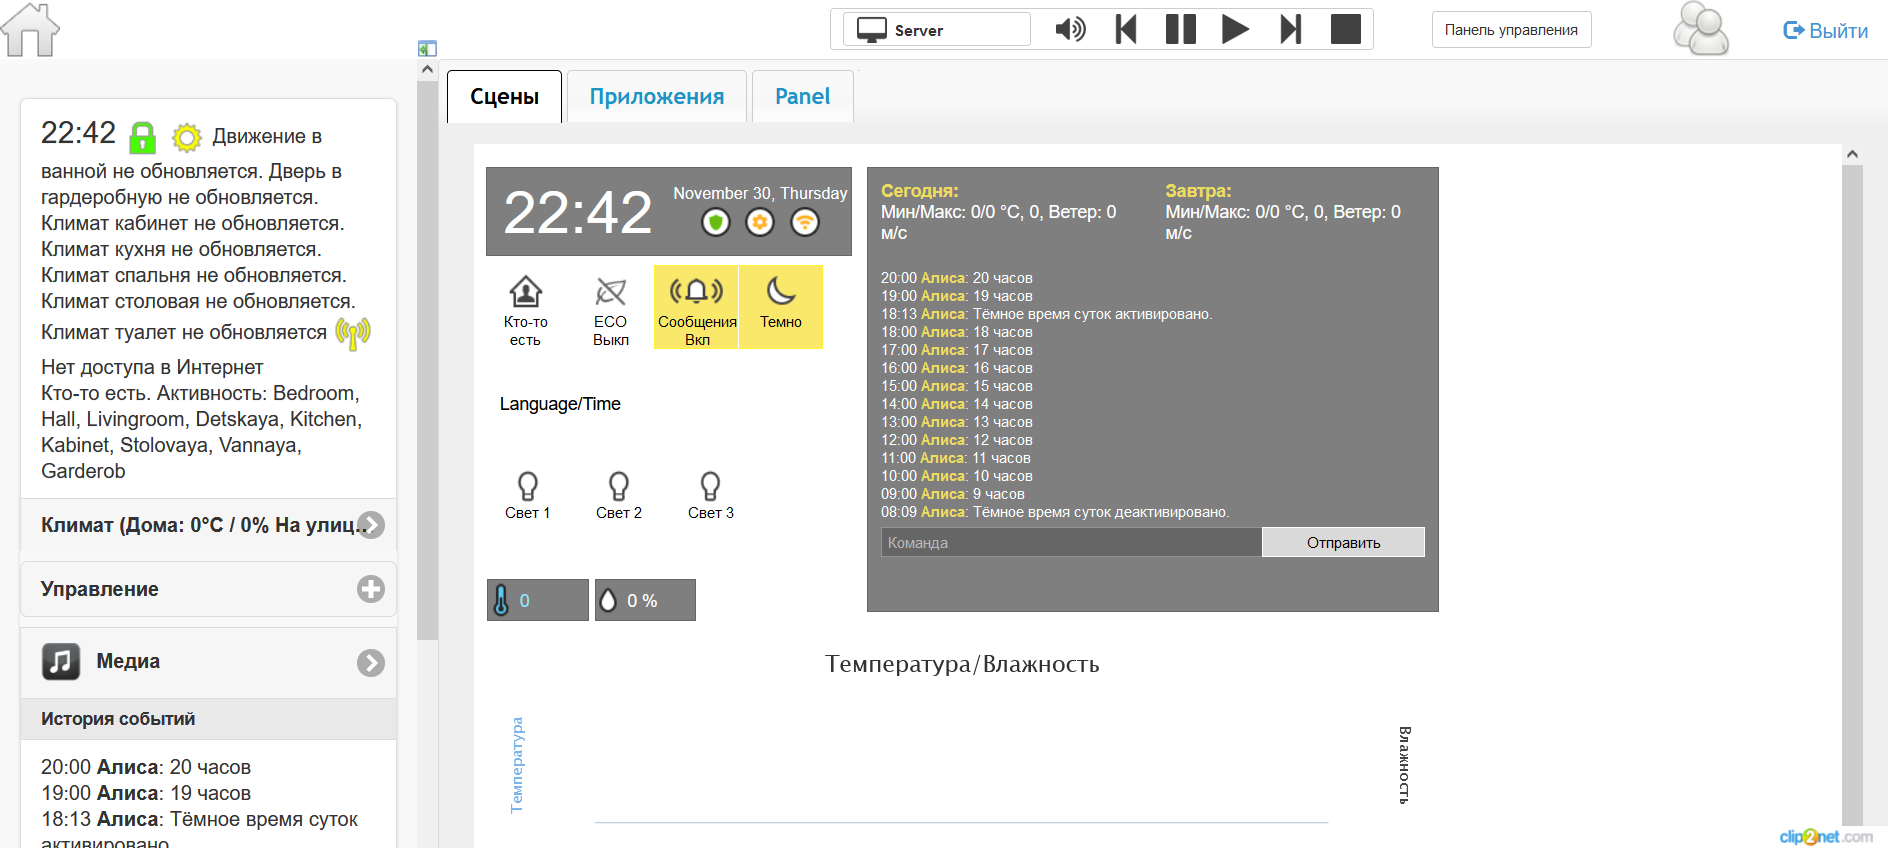 Server
Панель управления
Выйти
Сцены
Приложения
Panel
22:42 Движение в
ванной не обновляется. Дверь в
гардеробную не обновляется.
Климат кабинет не обновляется.
Климат кухня не обновляется.
Климат спальня не обновляется.
Климат столовая не обновляется.
Климат туалет не обновляется
Нет доступа в Интернет
Кто-то есть. Активность: Bedroom,
Hall, Livingroom, Detskaya, Kitchen,
Kabinet, Stolovaya, Vannaya,
Garderob
Климат (Дома: 0°C / 0% На улиц...
Управление
Медиа
История событий
20:00 Алиса: 20 часов
19:00 Алиса: 19 часов
18:13 Алиса: Тёмное время суток
активировано.
22:42
November 30, Thursday
Кто-то
есть
ECO
Выкл
Сообщения
Вкл
Темно
Language/Time
Свет 1
Свет 2
Свет 3
0
0 %
Сегодня:
Мин/Макс: 0/0 °C, 0, Ветер: 0
м/с
Завтра:
Мин/Макс: 0/0 °C, 0, Ветер: 0
м/с
20:00 Алиса: 20 часов
19:00 Алиса: 19 часов
18:13 Алиса: Тёмное время суток активировано.
18:00 Алиса: 18 часов
17:00 Алиса: 17 часов
16:00 Алиса: 16 часов
15:00 Алиса: 15 часов
14:00 Алиса: 14 часов
13:00 Алиса: 13 часов
12:00 Алиса: 12 часов
11:00 Алиса: 11 часов
10:00 Алиса: 10 часов
09:00 Алиса: 9 часов
08:09 Алиса: Тёмное время суток деактивировано.
Команда
Отправить
Температура/Влажность
Температура
Влажность
clip2net.com